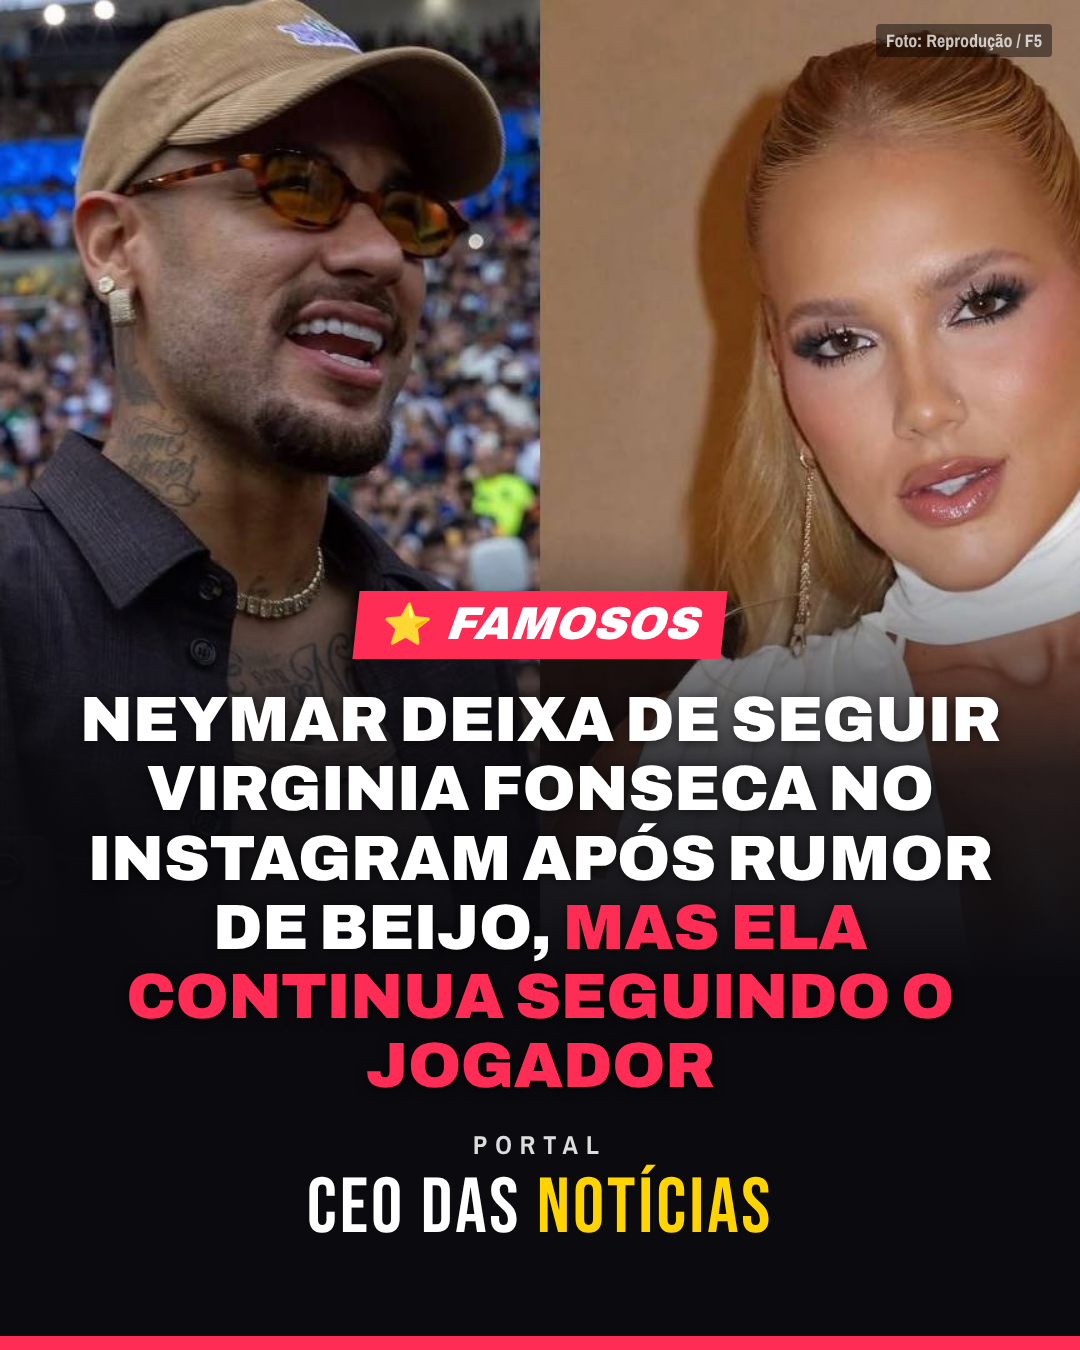 Foto: Reprodução / F5
FAMOSOS
NEYMAR DEIXA DE SEGUIR
VIRGINIA FONSECA NO
INSTAGRAM APÓS RUMOR
DE BEIJO, MAS ELA
CONTINUA SEGUINDO O
JOGADOR
PORTAL
CEO DAS NOTÍCIAS